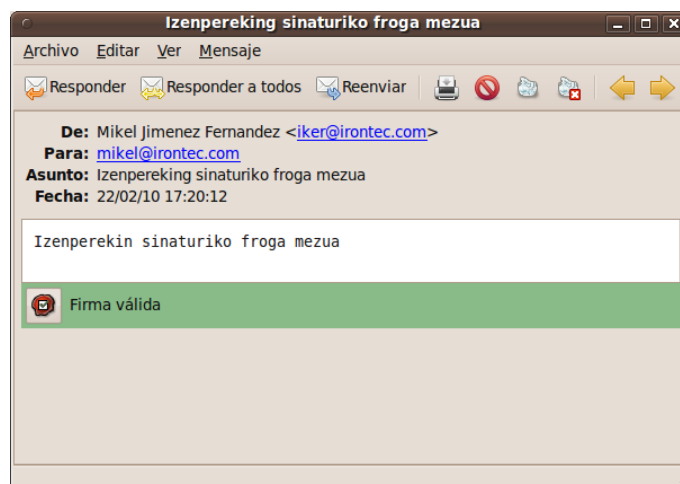 Izenpereking sinaturiko froga mezua
Archivo Editar Ver Mensaje
Responder Responder a todos Reenviar
De: Mikel Jimenez Fernandez <iker@irontec.com>
Para: mikel@irontec.com
Asunto: Izenpereking sinaturiko froga mezua
Fecha: 22/02/10 17:20:12
Izenperekin sinaturiko froga mezua
Firma válida